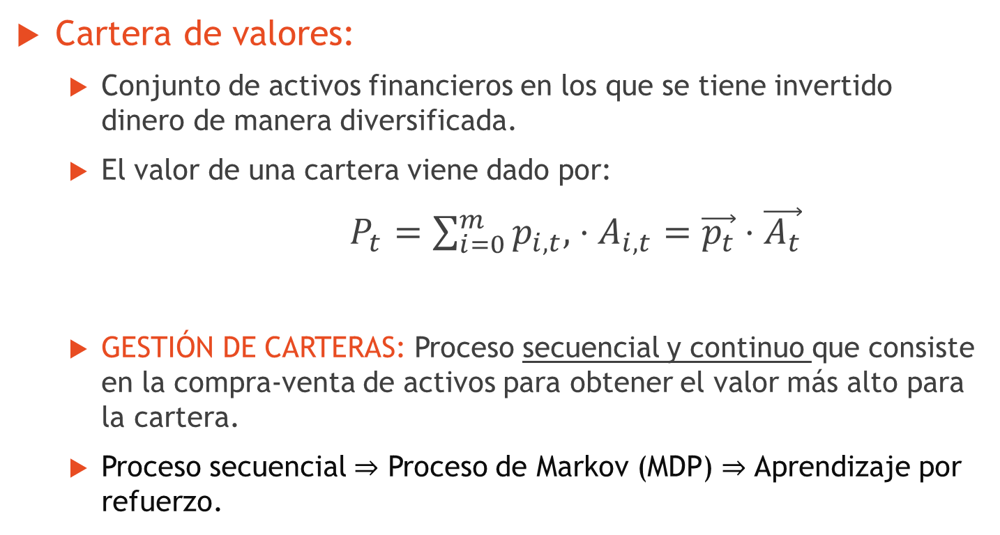 Cartera de valores:
Conjunto de activos financieros en los que se tiene invertido
dinero de manera diversificada.
El valor de una cartera viene dado por:
$P_t = \sum_{i=0}^{m} p_{i,t}, \cdot A_{i,t} = \overrightarrow{p_t} \cdot \overrightarrow{A_t}$
GESTIÓN DE CARTERAS: Proceso secuencial y continuo que consiste
en la compra-venta de activos para obtener el valor más alto para
la cartera.
Proceso secuencial ⇒ Proceso de Markov (MDP) ⇒ Aprendizaje por
refuerzo.